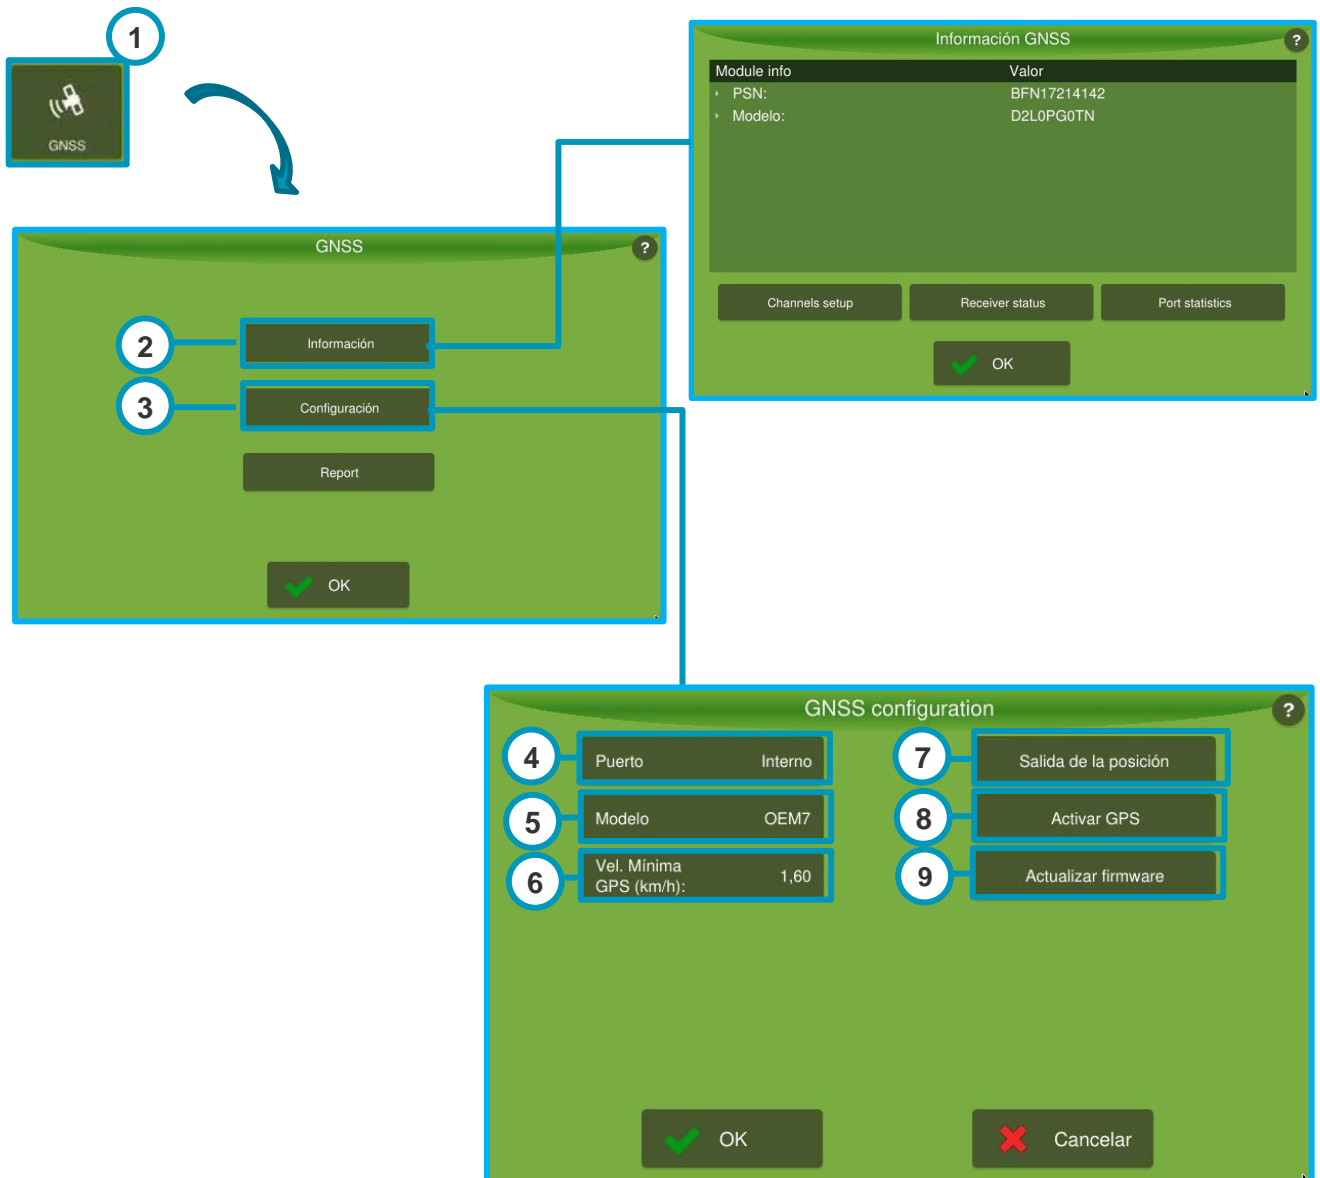 1
GNSS
GNSS
?
2
Información
3
Configuración
Report
OK
Información GNSS
?
Module info Valor
PSN: BFN17214142
Modelo: D2L0PG0TN
Channels setup Receiver status Port statistics
OK
GNSS configuration
?
4 Puerto Interno
5 Modelo OEM7
6 Vel. Mínima
GPS (km/h): 1,60
7 Salida de la posición
8 Activar GPS
9 Actualizar firmware
OK Cancelar